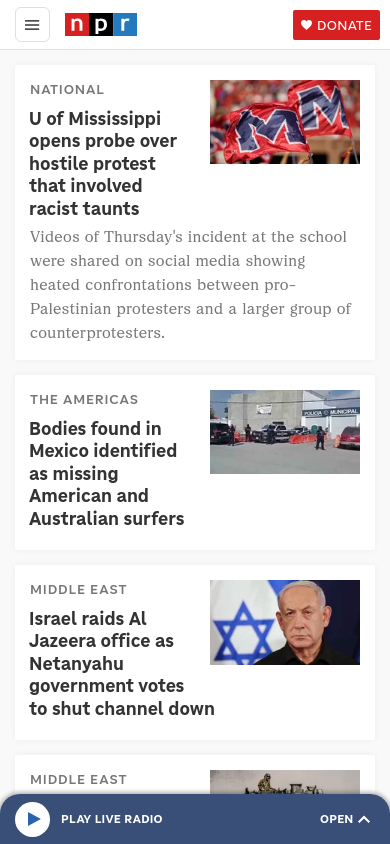 npr
DONATE
NATIONAL
U of Mississippi
opens probe over
hostile protest
that involved
racist taunts
Videos of Thursday's incident at the school
were shared on social media showing
heated confrontations between pro-
Palestinian protesters and a larger group of
counterprotesters.
THE AMERICAS
Bodies found in
Mexico identified
as missing
American and
Australian surfers
POLICIA MUNICIPAL
MIDDLE EAST
Israel raids Al
Jazeera office as
Netanyahu
government votes
to shut channel down
MIDDLE EAST
PLAY LIVE RADIO
OPEN